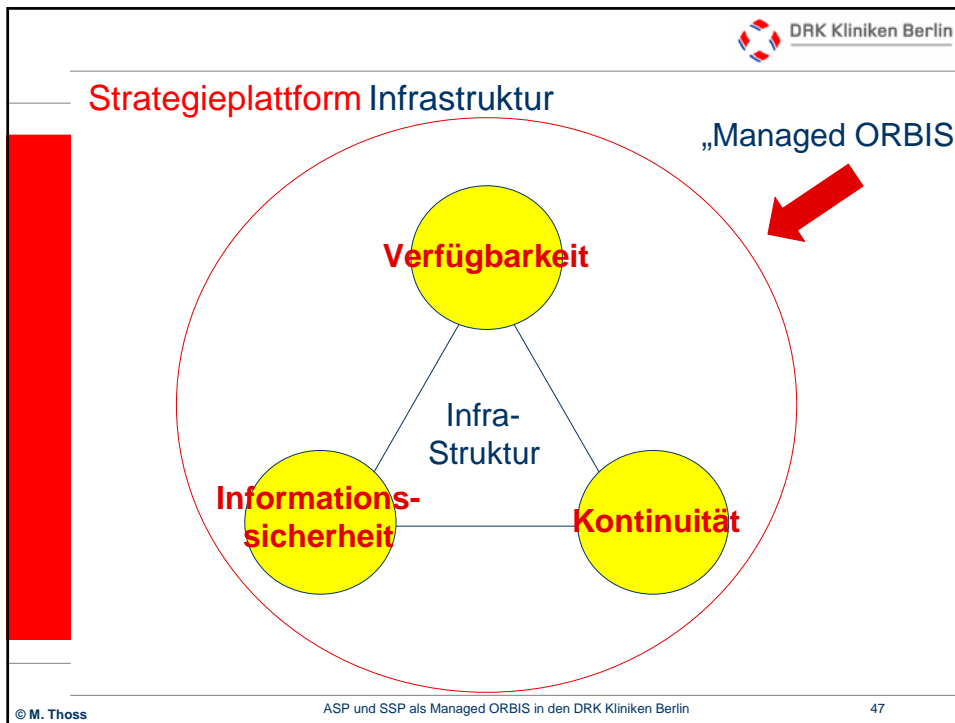 DRK Kliniken Berlin
Strategieplattform Infrastruktur
„Managed ORBIS
Verfügbarkeit
Infra-
Struktur
Informations-
sicherheit
Kontinuität
© M. Thoss
ASP und SSP als Managed ORBIS in den DRK Kliniken Berlin
47